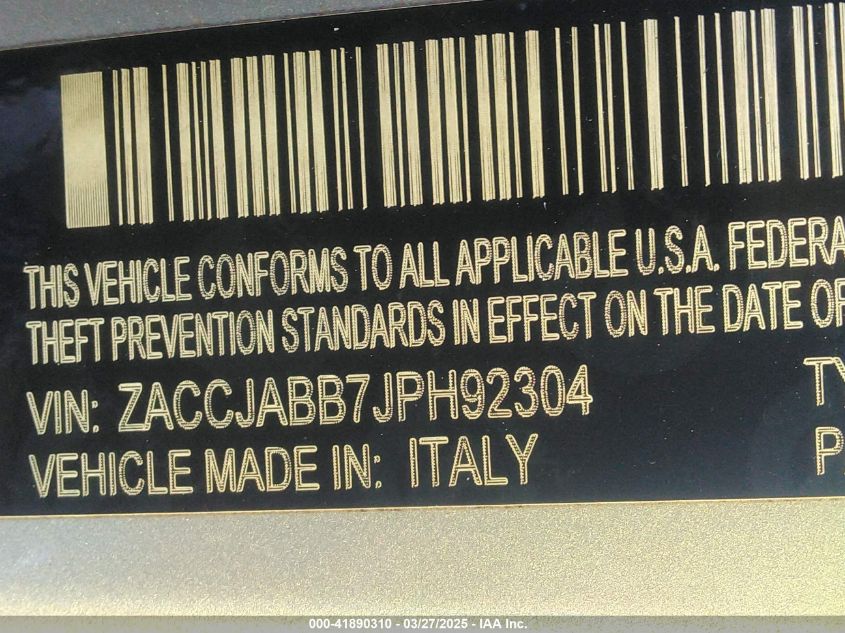 THIS VEHICLE CONFORMS TO ALL APPLICABLE U.S.A. FEDERA
THEFT PREVENTION STANDARDS IN EFFECT ON THE DATE OF
VIN: ZACCJABB7JPH92304 TY
VEHICLE MADE IN: ITALY P
000-41890310 - 03/27/2025 - IAA Inc.